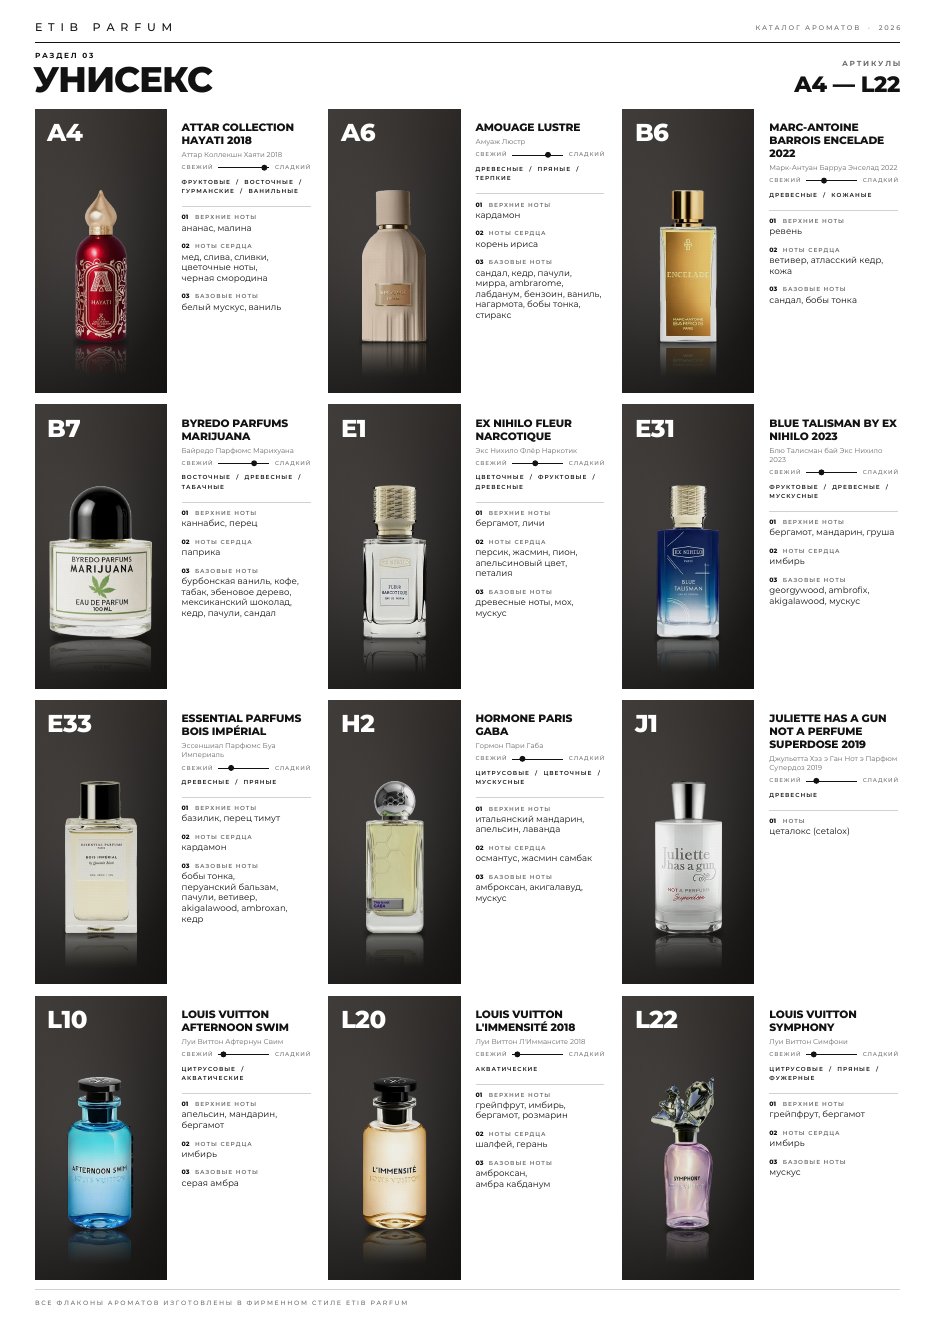 ETIB PARFUM
КАТАЛОГ АРОМАТОВ · 2026
РАЗДЕЛ 03
УНИСЕКС
АРТИКУЛЫ
A4 — L22
A4
HAYATI
ATTAR COLLECTION
HAYATI 2018
Аттар Коллекшн Хаяти 2018
СВЕЖИЙ СЛАДКИЙ
ФРУКТОВЫЕ / ВОСТОЧНЫЕ /
ГУРМАНСКИЕ / ВАНИЛЬНЫЕ
01 ВЕРХНИЕ НОТЫ
ананас, малина
02 НОТЫ СЕРДЦА
мед, слива, сливки,
цветочные ноты,
черная смородина
03 БАЗОВЫЕ НОТЫ
белый мускус, ваниль
A6
AMOUAGE LUSTRE
Амуаж Люстр
СВЕЖИЙ СЛАДКИЙ
ДРЕВЕСНЫЕ / ПРЯНЫЕ /
ТЕРПКИЕ
01 ВЕРХНИЕ НОТЫ
кардамон
02 НОТЫ СЕРДЦА
корень ириса
03 БАЗОВЫЕ НОТЫ
сандал, кедр, пачули,
мирра, ambrarome,
лабданум, бензоин, ваниль,
нагармота, бобы тонка,
стиракс
B6
ENCELADE
MARC-ANTOINE
BARROIS
PARIS
MARC-ANTOINE
BARROIS ENCELADE
2022
Марк-Антуан Барруа Энселад 2022
СВЕЖИЙ СЛАДКИЙ
ДРЕВЕСНЫЕ / КОЖАНЫЕ
01 ВЕРХНИЕ НОТЫ
ревень
02 НОТЫ СЕРДЦА
ветивер, атласский кедр,
кожа
03 БАЗОВЫЕ НОТЫ
сандал, бобы тонка
B7
BYREDO PARFUMS
MARIJUANA
EAU DE PARFUM
100ML
BYREDO PARFUMS
MARIJUANA
Байредо Парфюмс Марихуана
СВЕЖИЙ СЛАДКИЙ
ВОСТОЧНЫЕ / ДРЕВЕСНЫЕ /
ТАБАЧНЫЕ
01 ВЕРХНИЕ НОТЫ
каннабис, перец
02 НОТЫ СЕРДЦА
паприка
03 БАЗОВЫЕ НОТЫ
бурбонская ваниль, кофе,
табак, эбеновое дерево,
мексиканский шоколад,
кедр, пачули, сандал
E1
EX NIHILO
FLEUR
NARCOTIQUE
EX NIHILO FLEUR
NARCOTIQUE
Экс Нихило Флёр Наркотик
СВЕЖИЙ СЛАДКИЙ
ЦВЕТОЧНЫЕ / ФРУКТОВЫЕ /
ДРЕВЕСНЫЕ
01 ВЕРХНИЕ НОТЫ
бергамот, личи
02 НОТЫ СЕРДЦА
персик, жасмин, пион,
апельсиновый цвет,
петалия
03 БАЗОВЫЕ НОТЫ
древесные ноты, мох,
мускус
E31
EX NIHILO
PARIS
BLUE
TALISMAN
BLUE TALISMAN BY EX
NIHILO 2023
Блю Талисман бай Экс Нихило
2023
СВЕЖИЙ СЛАДКИЙ
ФРУКТОВЫЕ / ДРЕВЕСНЫЕ /
МУСКУСНЫЕ
01 ВЕРХНИЕ НОТЫ
бергамот, мандарин, груша
02 НОТЫ СЕРДЦА
имбирь
03 БАЗОВЫЕ НОТЫ
georgywood, ambrofix,
akigalawood, мускус
E33
ESSENTIAL PARFUMS
BOIS IMPÉRIAL
ESSENTIAL PARFUMS
BOIS IMPÉRIAL
Эссеншиал Парфюмс Буа
Империаль
СВЕЖИЙ СЛАДКИЙ
ДРЕВЕСНЫЕ / ПРЯНЫЕ
01 ВЕРХНИЕ НОТЫ
базилик, перец тимут
02 НОТЫ СЕРДЦА
кардамон
03 БАЗОВЫЕ НОТЫ
бобы тонка,
перуанский бальзам,
пачули, ветивер,
akigalawood, ambroxan,
кедр
H2
GABA
HORMONE PARIS
GABA
Гормон Пари Габа
СВЕЖИЙ СЛАДКИЙ
ЦИТРУСОВЫЕ / ЦВЕТОЧНЫЕ /
МУСКУСНЫЕ
01 ВЕРХНИЕ НОТЫ
итальянский мандарин,
апельсин, лаванда
02 НОТЫ СЕРДЦА
османтус, жасмин самбак
03 БАЗОВЫЕ НОТЫ
амброксан, акигалавуд,
мускус
J1
Juliette
has a gun
NOT A PERFUME
Superdose
JULIETTE HAS A GUN
NOT A PERFUME
SUPERDOSE 2019
Джульетта Хэз э Ган Нот э Парфюм
Супердоз 2019
СВЕЖИЙ СЛАДКИЙ
ДРЕВЕСНЫЕ
01 НОТЫ
цеталокс (cetalox)
L10
AFTERNOON SWIM
LOUIS VUITTON
LOUIS VUITTON
AFTERNOON SWIM
Луи Виттон Афтернун Свим
СВЕЖИЙ СЛАДКИЙ
ЦИТРУСОВЫЕ /
АКВАТИЧЕСКИЕ
01 ВЕРХНИЕ НОТЫ
апельсин, мандарин,
бергамот
02 НОТЫ СЕРДЦА
имбирь
03 БАЗОВЫЕ НОТЫ
серая амбра
L20
L'IMMENSITÉ
LOUIS VUITTON
LOUIS VUITTON
L'IMMENSITÉ 2018
Луи Виттон Л'Иммансите 2018
СВЕЖИЙ СЛАДКИЙ
АКВАТИЧЕСКИЕ
01 ВЕРХНИЕ НОТЫ
грейпфрут, имбирь,
бергамот, розмарин
02 НОТЫ СЕРДЦА
шалфей, герань
03 БАЗОВЫЕ НОТЫ
амброксан,
амбра кабданум
L22
SYMPHONY
LOUIS VUITTON
SYMPHONY
Луи Виттон Симфони
СВЕЖИЙ СЛАДКИЙ
ЦИТРУСОВЫЕ / ПРЯНЫЕ /
ФУЖЕРНЫЕ
01 ВЕРХНИЕ НОТЫ
грейпфрут, бергамот
02 НОТЫ СЕРДЦА
имбирь
03 БАЗОВЫЕ НОТЫ
мускус
ВСЕ ФЛАКОНЫ АРОМАТОВ ИЗГОТОВЛЕНЫ В ФИРМЕННОМ СТИЛЕ ETIB PARFUM